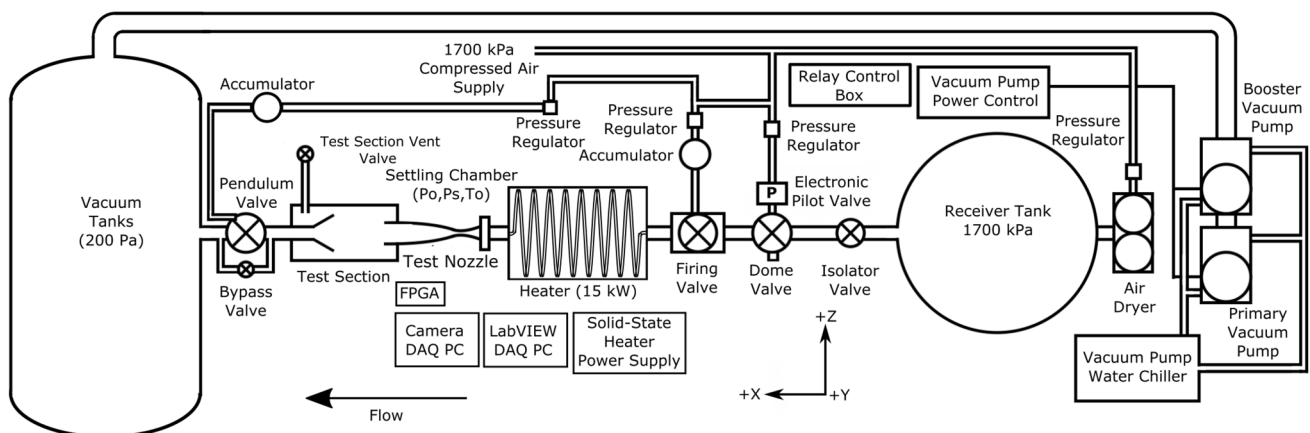 1700 kPa
Compressed Air
Supply
Accumulator
Relay Control
Box
Vacuum Pump
Power Control
Booster
Vacuum
Pump
Pressure
Regulator
Pressure
Regulator
Accumulator
Pressure
Regulator
Pressure
Regulator
Test Section Vent
Valve
Settling Chamber
(Po,Ps,To)
Pendulum
Valve
Electronic
Pilot Valve
P
Vacuum
Tanks
(200 Pa)
Receiver Tank
1700 kPa
Test Section
Test Nozzle
Bypass
Valve
Heater (15 kW)
Firing
Valve
Dome
Valve
Isolator
Valve
Air
Dryer
Primary
Vacuum
Pump
FPGA
Camera
DAQ PC
LabVIEW
DAQ PC
Solid-State
Heater
Power Supply
+Z
+X
+Y
Vacuum Pump
Water Chiller
Flow